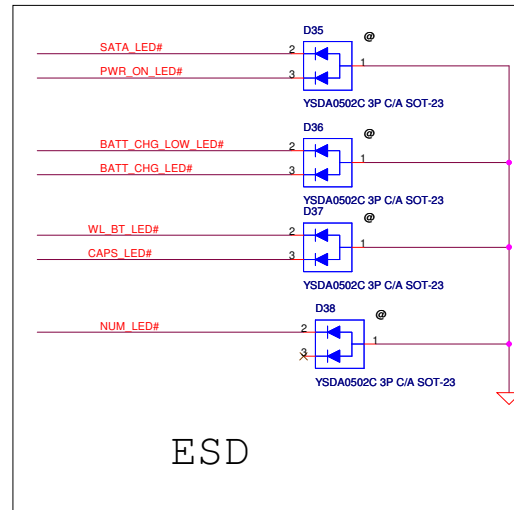 D35
@
SATA_LED#
2
1
PWR_ON_LED#
3
YSDA0502C 3P C/A SOT-23
D36
@
BATT_CHG_LOW_LED#
2
1
BATT_CHG_LED#
3
YSDA0502C 3P C/A SOT-23
D37
@
WL_BT_LED#
2
1
CAPS_LED#
3
YSDA0502C 3P C/A SOT-23
D38
@
NUM_LED#
2
1
3
YSDA0502C 3P C/A SOT-23
ESD